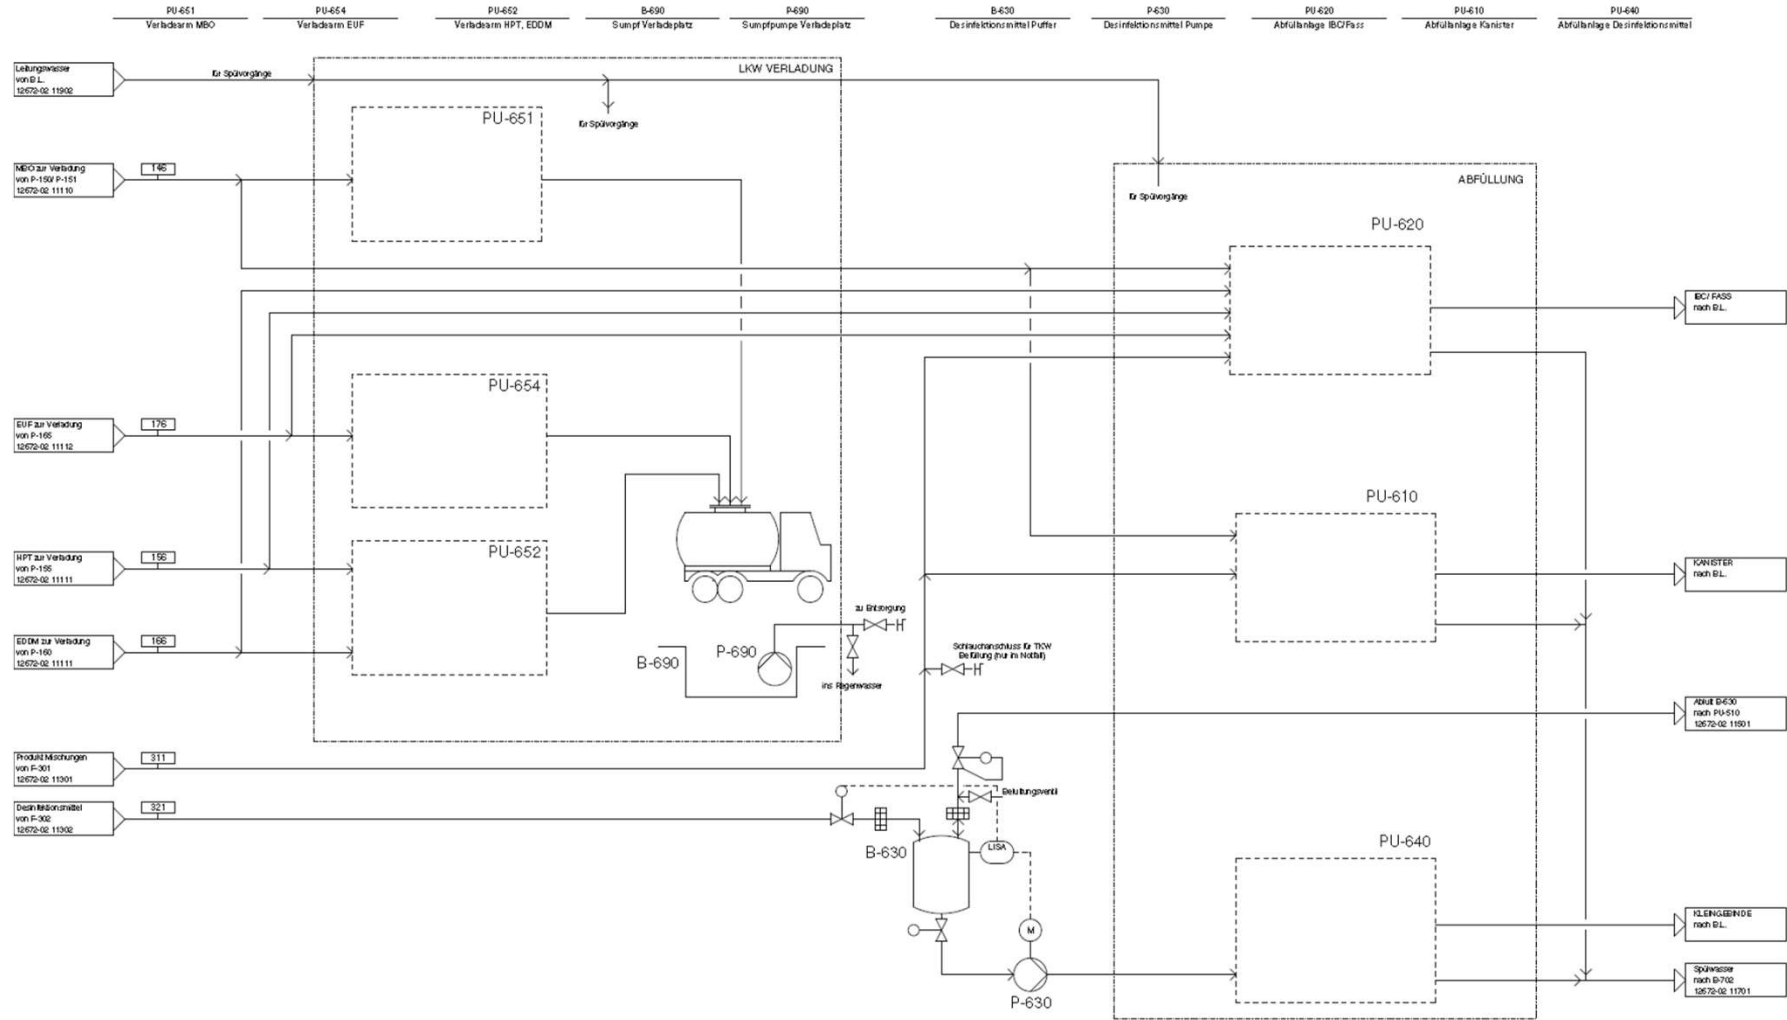 PU-651
Verladearm MBO
PU-654
Verladearm EUF
PU-652
Verladearm HPT, EDDM
B-690
Sumpf Verladeplatz
P-690
Sumpfpumpe Verladeplatz
B-630
Desinfektionsmittel Puffer
P-630
Desinfektionsmittel Pumpe
PU-620
Abfüllanlage IBC/Fass
PU-610
Abfüllanlage Kanister
PU-640
Abfüllanlage Desinfektionsmittel
Leitungswasser
von B.L.
12672-02 11902
für Spülvorgänge
LKW VERLADUNG
PU-651
für Spülvorgänge
MBO zur Verladung
von P-150/ P-151
12672-02 11110
146
ABFÜLLUNG
für Spülvorgänge
PU-620
IBC/ FASS
nach B.L.
PU-654
EUF zur Verladung
von P-165
12672-02 11112
176
PU-610
HPT zur Verladung
von P-155
12672-02 11111
156
PU-652
KANISTER
nach B.L.
EDDM zur Verladung
von P-160
12672-02 11111
166
zu Entsorgung
B-690
P-690
ins Regenwasser
Schlauchanschluss für TKW
Befüllung (nur im Notfall)
Abluft B-630
nach PU-510
12672-02 11501
Produkt Mischungen
von F-301
12672-02 11301
311
Desinfektionsmittel
von F-302
12672-02 11302
321
Belüftungsventil
B-630
LISA
PU-640
M
P-630
KLEINGEBINDE
nach B.L.
Spülwasser
nach B-702
12672-02 11701